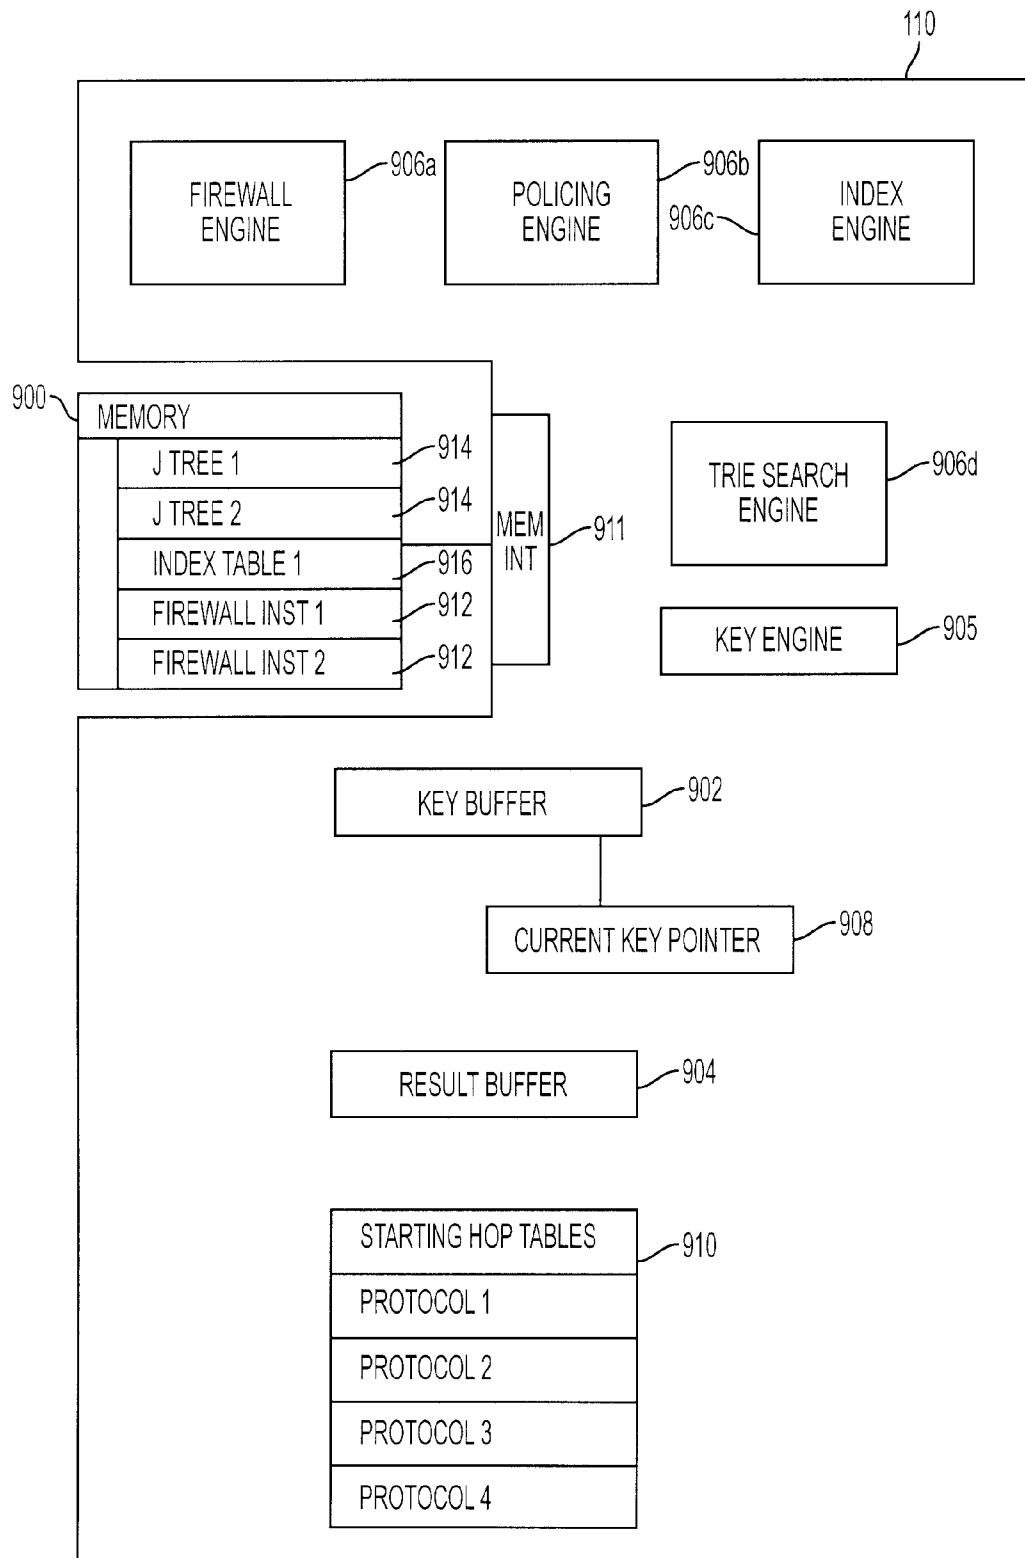 110
FIREWALL
ENGINE
906a
POLICING
ENGINE
906b
906c
INDEX
ENGINE
900
MEMORY
J TREE 1
914
J TREE 2
914
INDEX TABLE 1
916
FIREWALL INST 1
912
FIREWALL INST 2
912
MEM
INT
911
TRIE SEARCH
ENGINE
906d
KEY ENGINE
905
KEY BUFFER
902
CURRENT KEY POINTER
908
RESULT BUFFER
904
STARTING HOP TABLES
910
PROTOCOL 1
PROTOCOL 2
PROTOCOL 3
PROTOCOL 4